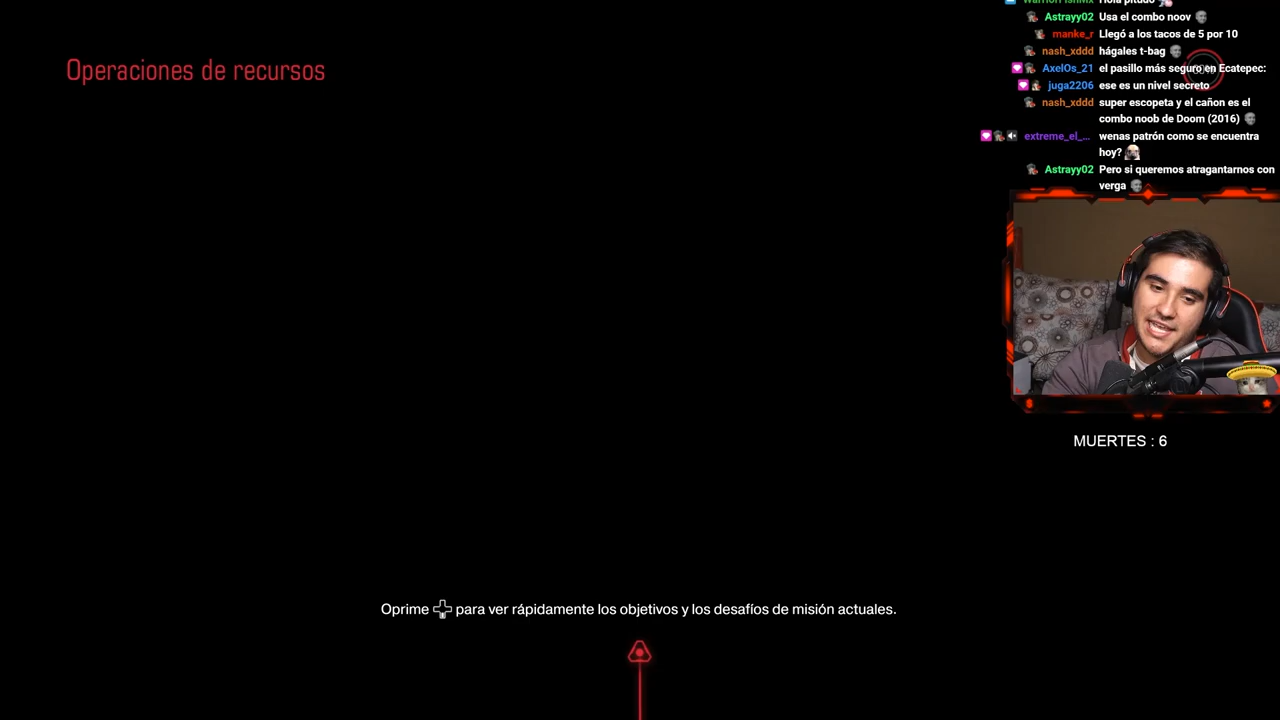 Operaciones de recursos
Astrayy02 Usa el combo noov
manke_r Llegó a los tacos de 5 por 10
nash_xddd hágales t-bag
AxelOs_21 el pasillo más seguro en Ecatepec:
juga2206 ese es un nivel secreto
nash_xddd super escopeta y el cañon es el
combo noob de Doom (2016)
extreme_el_... wenas patrón como se encuentra
hoy?
Astrayy02 Pero si queremos atragantarnos con
verga
MUERTES : 6
Oprime para ver rápidamente los objetivos y los desafíos de misión actuales.